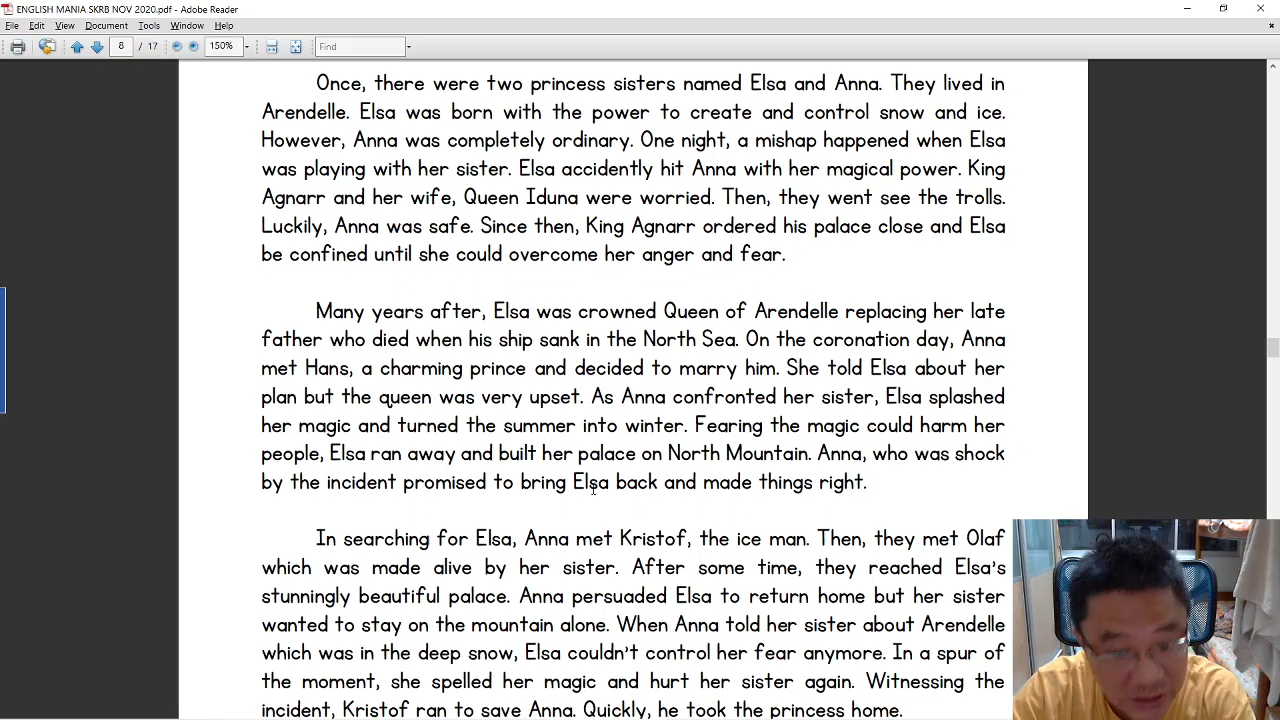 ENGLISH MANIA SKRB NOV 2020.pdf - Adobe Reader
File Edit View Document Tools Window Help
8 / 17 150% Find
Once, there were two princess sisters named Elsa and Anna. They lived in
Arendelle. Elsa was born with the power to create and control snow and ice.
However, Anna was completely ordinary. One night, a mishap happened when Elsa
was playing with her sister. Elsa accidently hit Anna with her magical power. King
Agnarr and her wife, Queen Iduna were worried. Then, they went see the trolls.
Luckily, Anna was safe. Since then, King Agnarr ordered his palace close and Elsa
be confined until she could overcome her anger and fear.
Many years after, Elsa was crowned Queen of Arendelle replacing her late
father who died when his ship sank in the North Sea. On the coronation day, Anna
met Hans, a charming prince and decided to marry him. She told Elsa about her
plan but the queen was very upset. As Anna confronted her sister, Elsa splashed
her magic and turned the summer into winter. Fearing the magic could harm her
people, Elsa ran away and built her palace on North Mountain. Anna, who was shock
by the incident promised to bring Elsa back and made things right.
In searching for Elsa, Anna met Kristof, the ice man. Then, they met Olaf
which was made alive by her sister. After some time, they reached Elsa's
stunningly beautiful palace. Anna persuaded Elsa to return home but her sister
wanted to stay on the mountain alone. When Anna told her sister about Arendelle
which was in the deep snow, Elsa couldn't control her fear anymore. In a spur of
the moment, she spelled her magic and hurt her sister again. Witnessing the
incident, Kristof ran to save Anna. Quickly, he took the princess home.